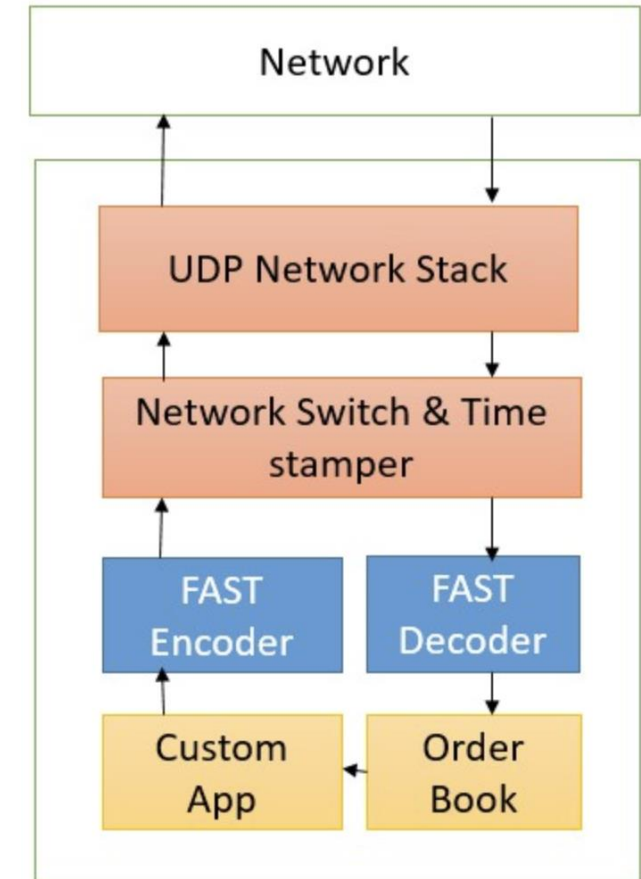 Network
UDP Network Stack
Network Switch & Time
stamper
FAST
Encoder
FAST
Decoder
Custom
App
Order
Book